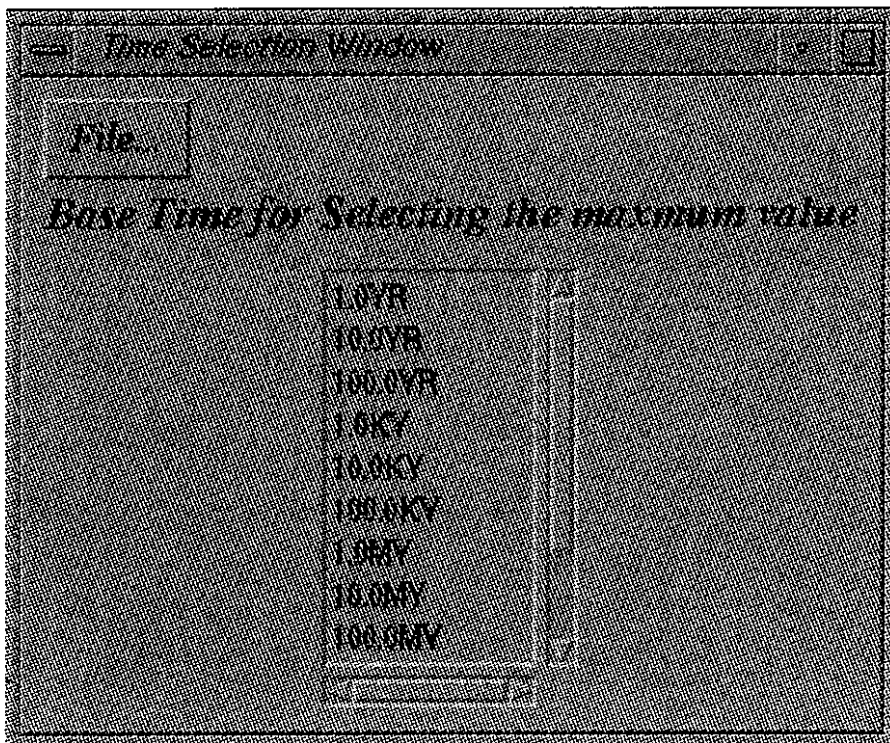 Time Selection Window
File...
Base Time for Selecting the maxmum value
1.0YR
10.0YR
100.0YR
1.0KY
10.0KY
100.0KY
1.0MY
10.0MY
100.0MY